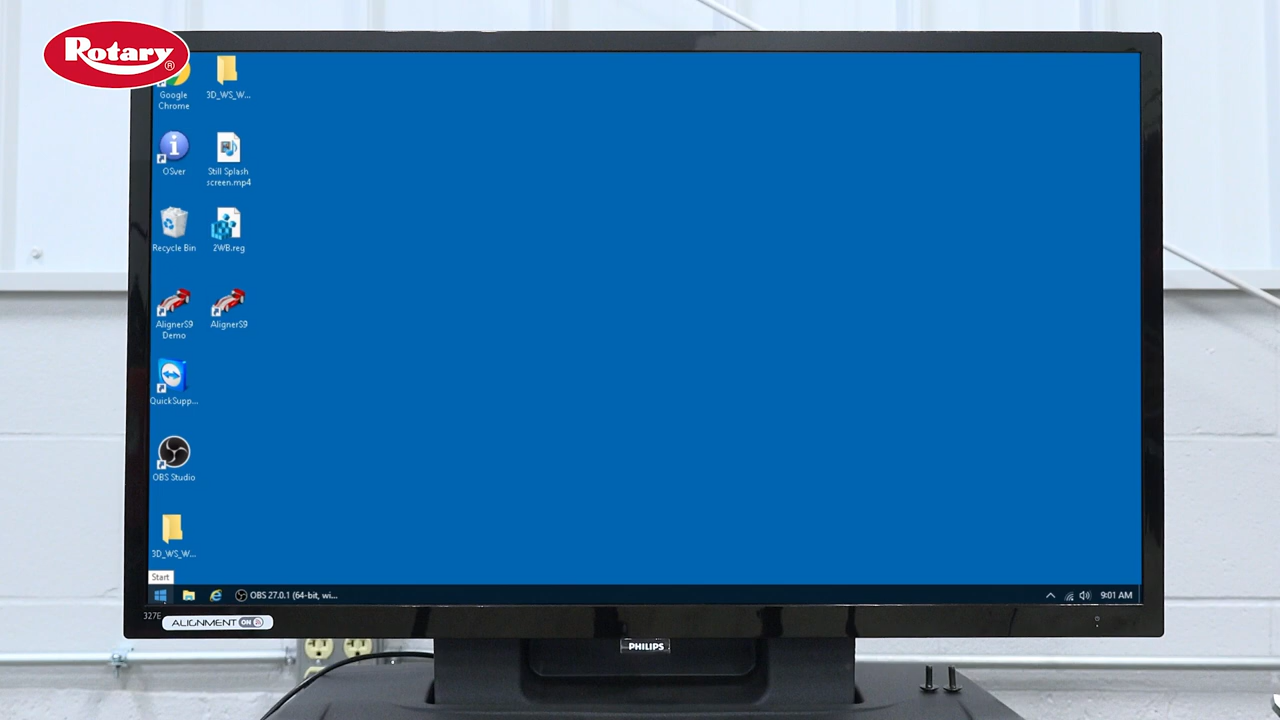 Rotary®
Google
Chrome
3D_WS_W...
OSver
Still Splash
screen.mp4
Recycle Bin
2WB.reg
AlignerS9
Demo
AlignerS9
QuickSupp...
OBS Studio
3D_WS_W...
Start
OBS 27.0.1 (64-bit, wi...
9:01 AM
327E
ALIGNMENT
PHILIPS